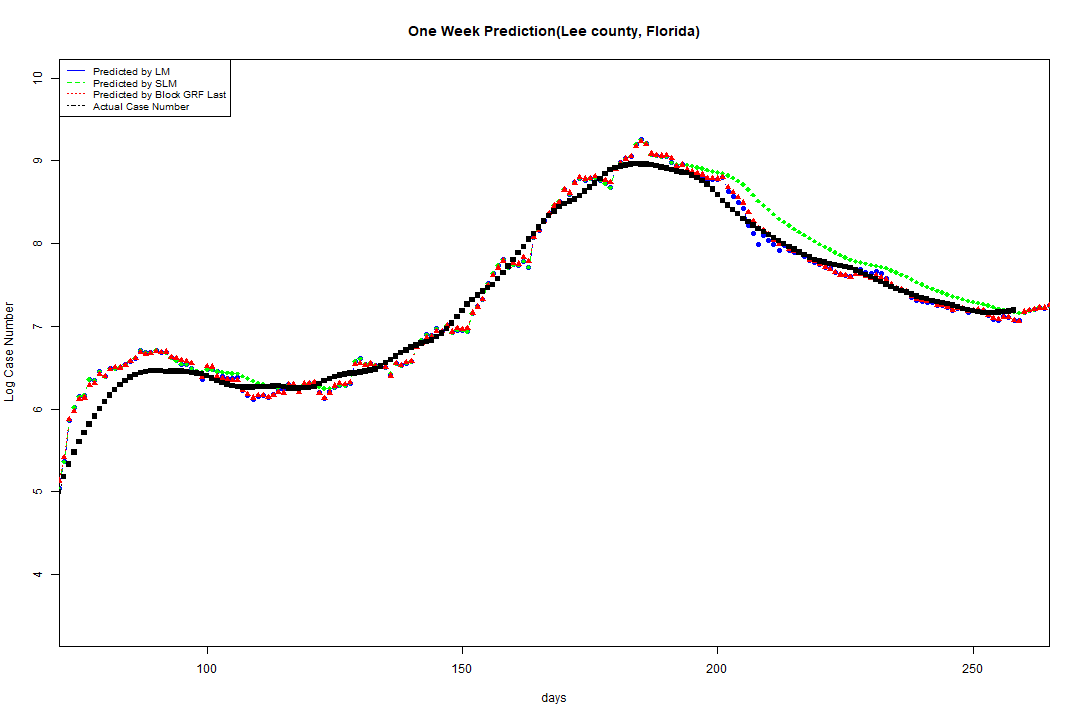 One Week Prediction(Lee county, Florida)
Predicted by LM
Predicted by SLM
Predicted by Block GRF Last
Actual Case Number
10
9
8
7
6
5
4
Log Case Number
100 150 200 250
days